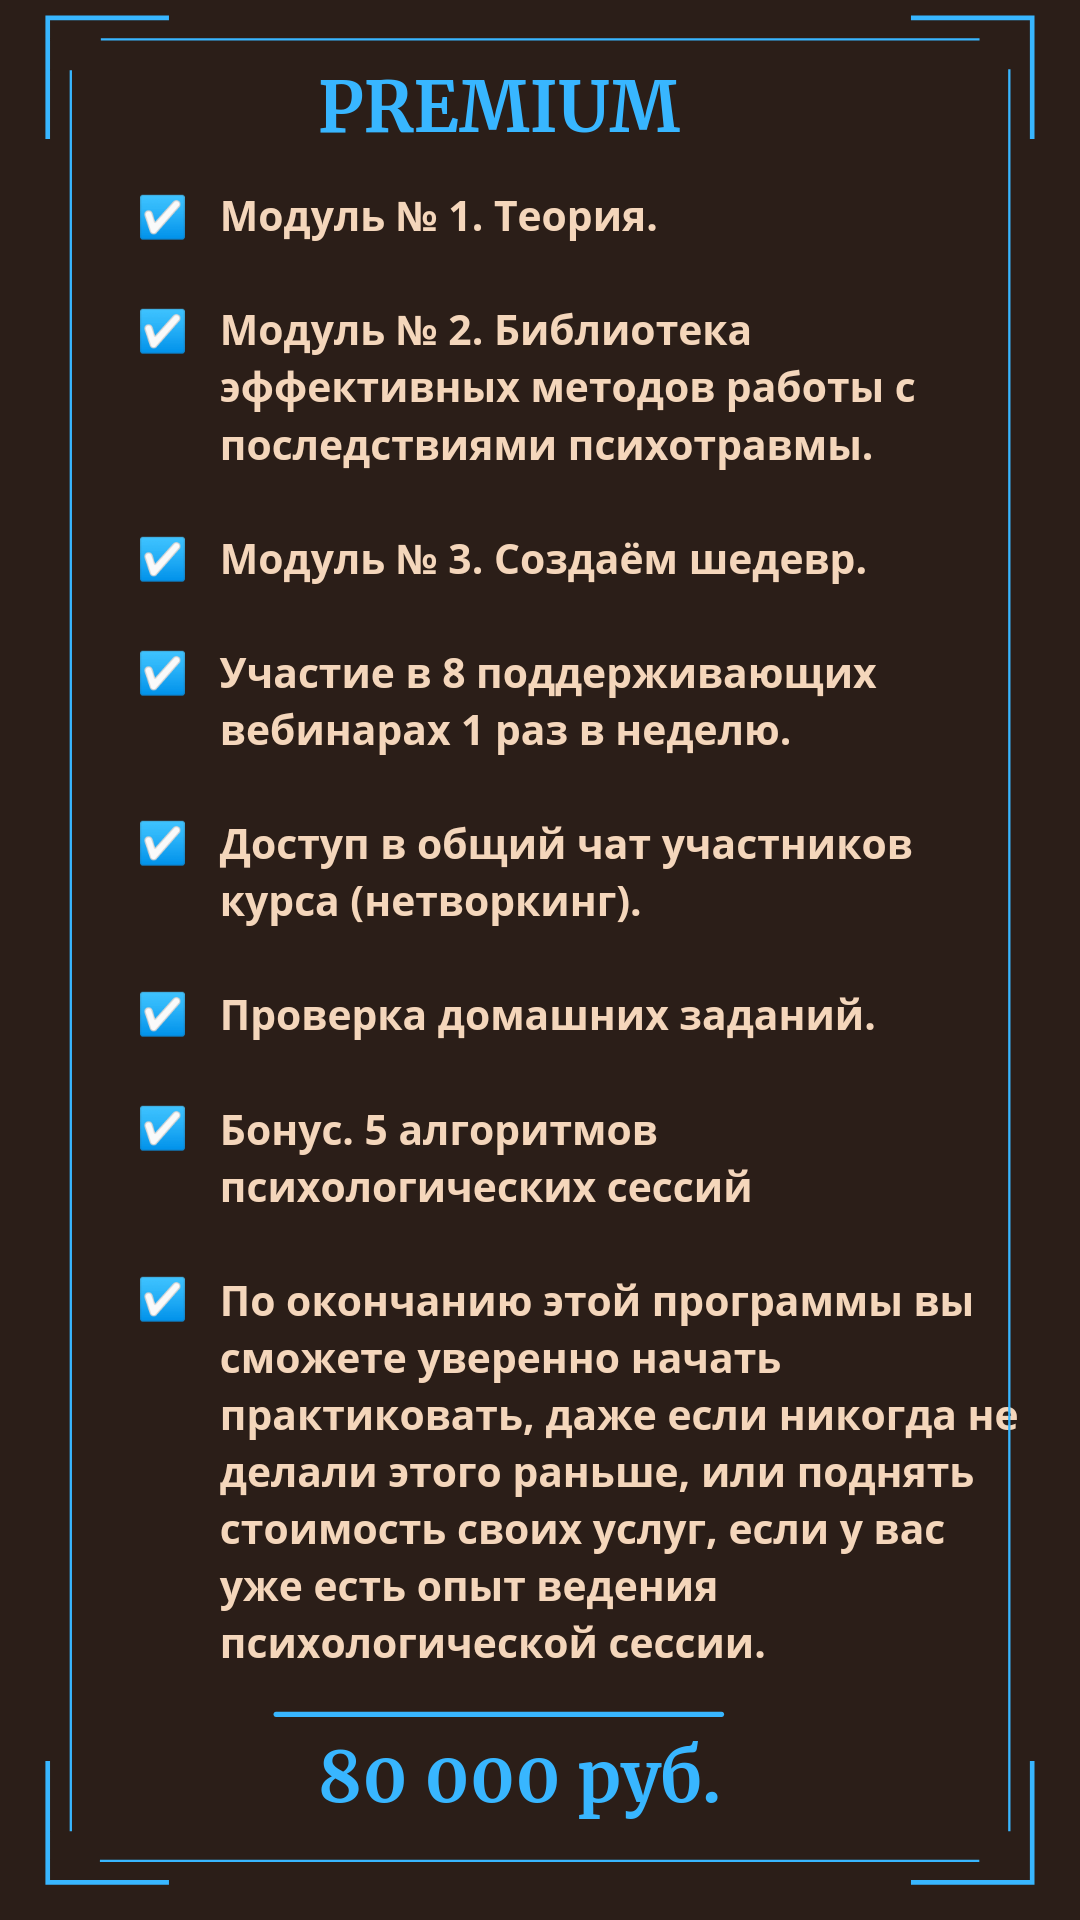 PREMIUM
☑ Модуль № 1. Теория.
☑ Модуль № 2. Библиотека
эффективных методов работы с
последствиями психотравмы.
☑ Модуль № 3. Создаём шедевр.
☑ Участие в 8 поддерживающих
вебинарах 1 раз в неделю.
☑ Доступ в общий чат участников
курса (нетворкинг).
☑ Проверка домашних заданий.
☑ Бонус. 5 алгоритмов
психологических сессий
☑ По окончанию этой программы вы
сможете уверенно начать
практиковать, даже если никогда не
делали этого раньше, или поднять
стоимость своих услуг, если у вас
уже есть опыт ведения
психологической сессии.
80 000 руб.